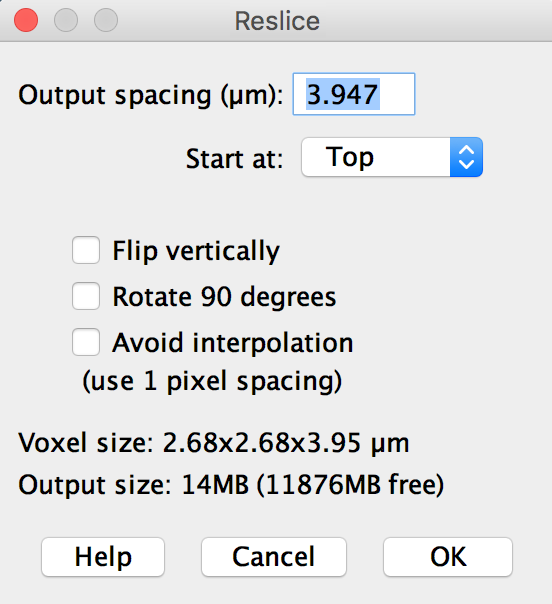 Reslice
Output spacing (µm): 3.947
Start at: Top
Flip vertically
Rotate 90 degrees
Avoid interpolation
(use 1 pixel spacing)
Voxel size: 2.68x2.68x3.95 µm
Output size: 14MB (11876MB free)
Help Cancel OK